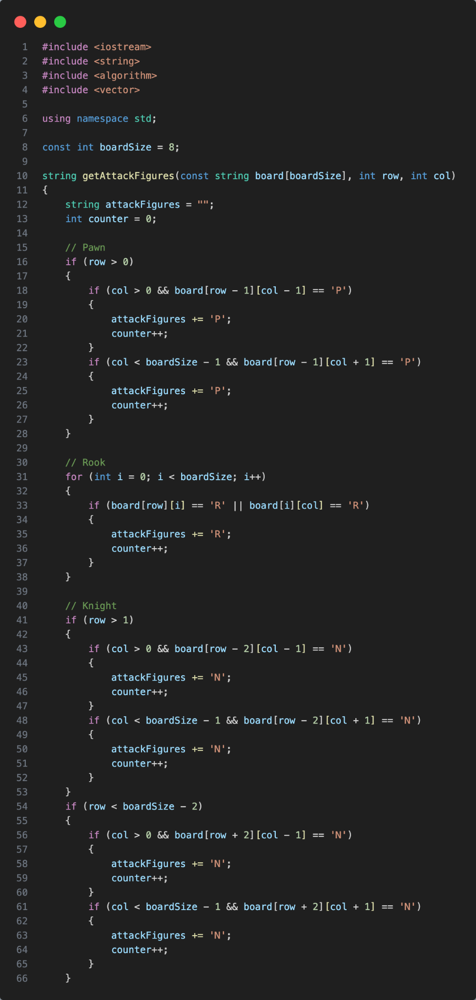 1 #include <iostream>
2 #include <string>
3 #include <algorithm>
4 #include <vector>
5
6 using namespace std;
7
8 const int boardSize = 8;
9
10 string getAttackFigures(const string board[boardSize], int row, int col)
11 {
12     string attackFigures = "";
13     int counter = 0;
14
15     // Pawn
16     if (row > 0)
17     {
18         if (col > 0 && board[row - 1][col - 1] == 'P')
19         {
20             attackFigures += 'P';
21             counter++;
22         }
23         if (col < boardSize - 1 && board[row - 1][col + 1] == 'P')
24         {
25             attackFigures += 'P';
26             counter++;
27         }
28     }
29
30     // Rook
31     for (int i = 0; i < boardSize; i++)
32     {
33         if (board[row][i] == 'R' || board[i][col] == 'R')
34         {
35             attackFigures += 'R';
36             counter++;
37         }
38     }
39
40     // Knight
41     if (row > 1)
42     {
43         if (col > 0 && board[row - 2][col - 1] == 'N')
44         {
45             attackFigures += 'N';
46             counter++;
47         }
48         if (col < boardSize - 1 && board[row - 2][col + 1] == 'N')
49         {
50             attackFigures += 'N';
51             counter++;
52         }
53     }
54     if (row < boardSize - 2)
55     {
56         if (col > 0 && board[row + 2][col - 1] == 'N')
57         {
58             attackFigures += 'N';
59             counter++;
60         }
61         if (col < boardSize - 1 && board[row + 2][col + 1] == 'N')
62         {
63             attackFigures += 'N';
64             counter++;
65         }
66     }